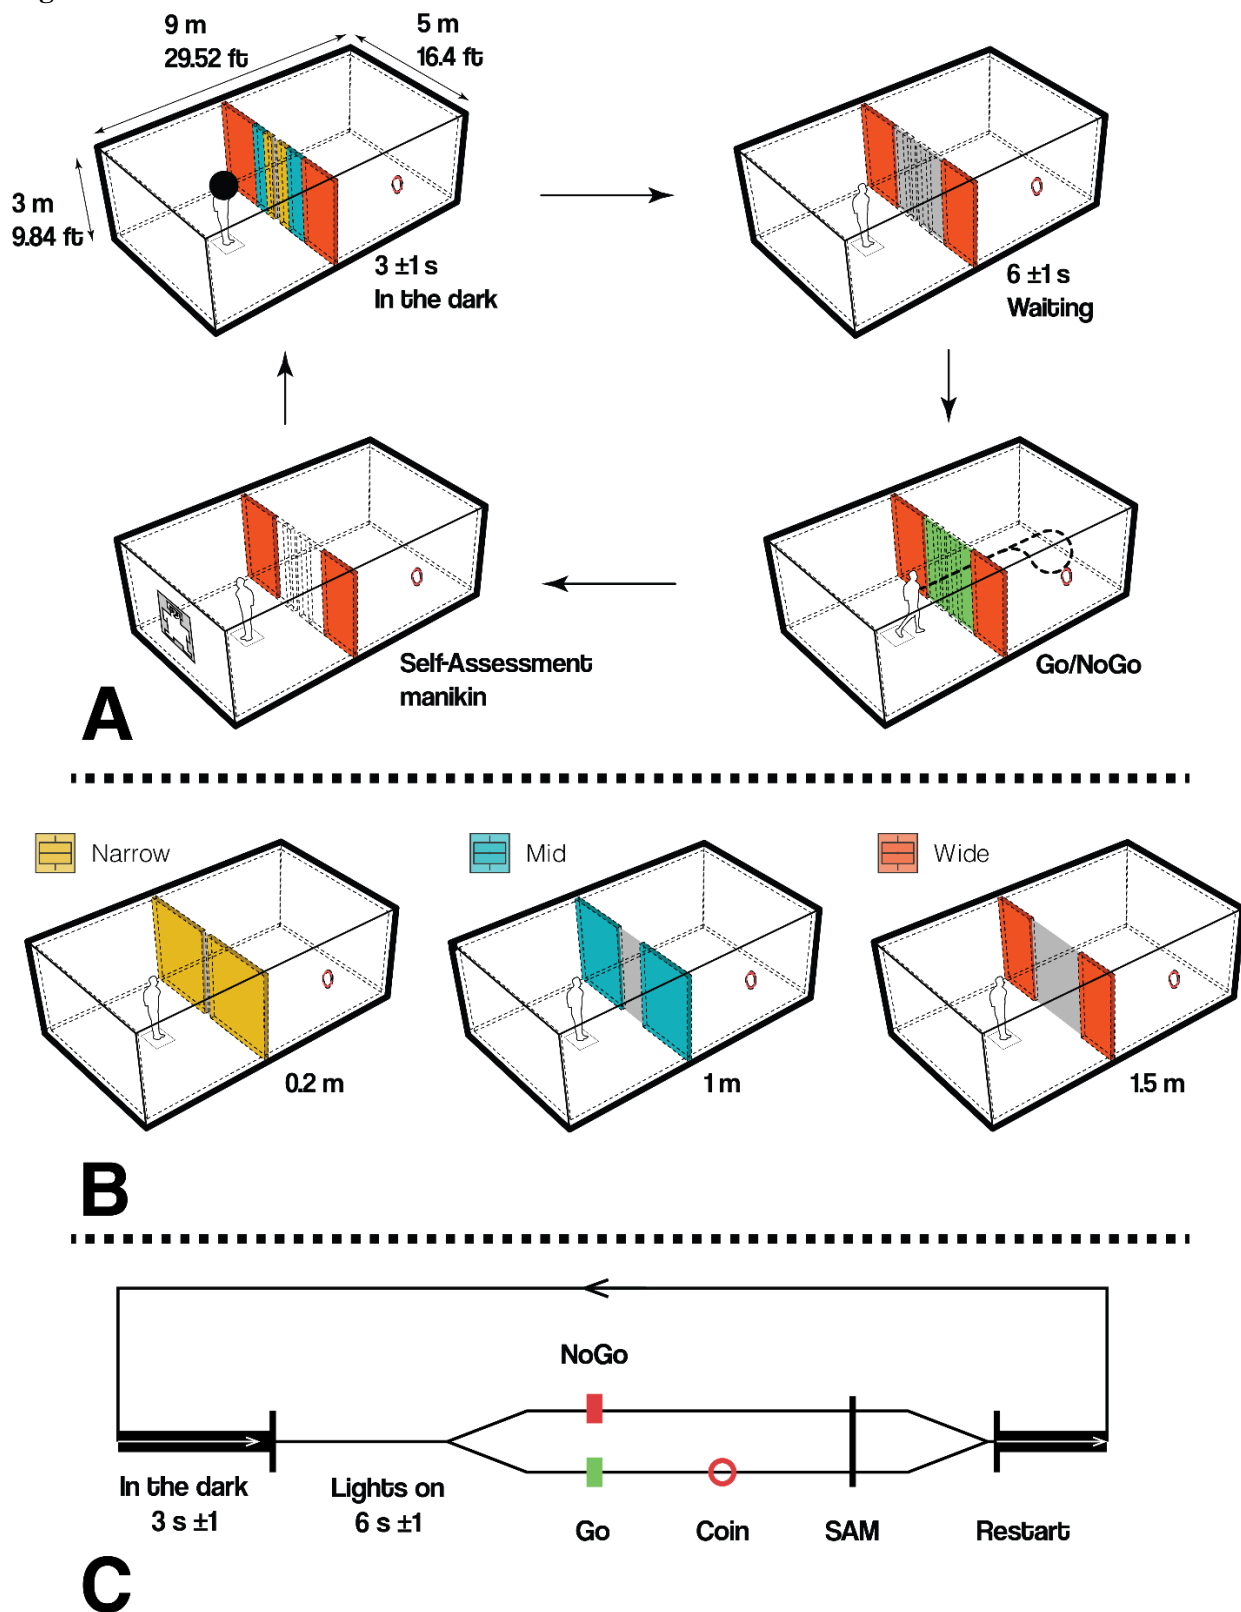 9 m
29.52 ft
5 m
16.4 ft
3 m
9.84 ft
3 ±1 s
In the dark
6 ±1 s
Waiting
Self-Assessment
manikin
Go/NoGo
A
Narrow
Mid
Wide
0.2 m
1 m
1.5 m
B
NoGo
In the dark
3 s ±1
Lights on
6 s ±1
Go
Coin
SAM
Restart
C